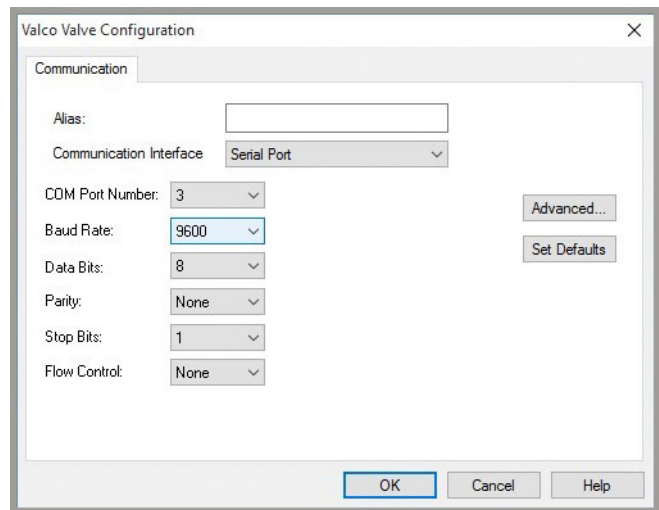 Valco Valve Configuration
Communication
Alias:
Communication Interface Serial Port
COM Port Number: 3
Advanced...
Baud Rate: 9600
Set Defaults
Data Bits: 8
Parity: None
Stop Bits: 1
Flow Control: None
OK Cancel Help